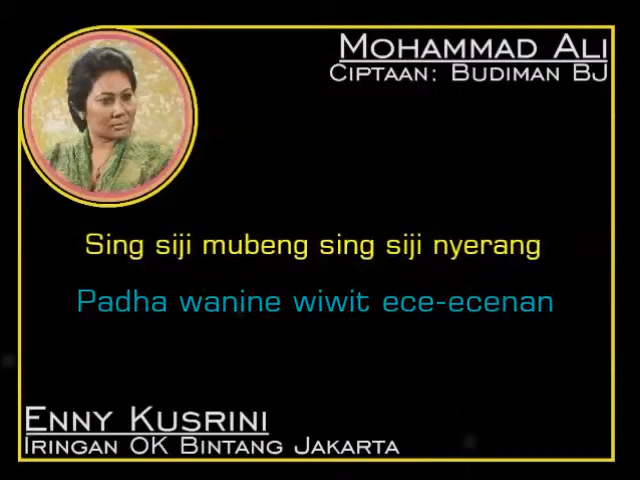 Mohammad Ali
Ciptaan: Budiman BJ
Sing siji mubeng sing siji nyerang
Padha wanine wiwit ece-ecenan
Enny Kusrini
Iringan OK Bintang Jakarta